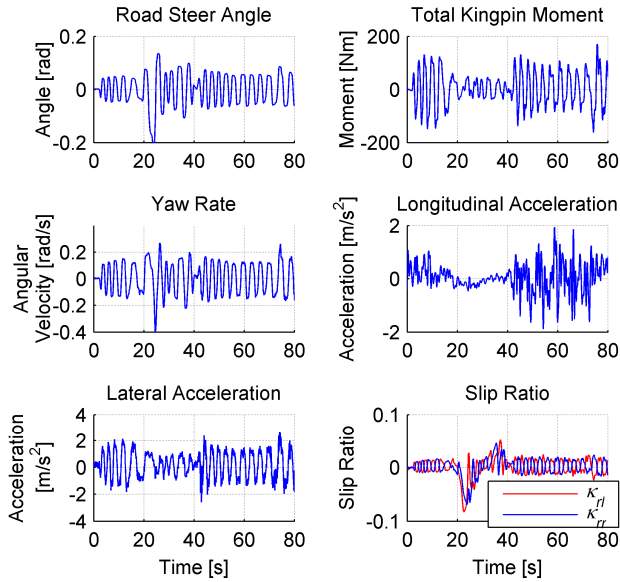 Road Steer Angle
Total Kingpin Moment
Angle [rad]
0.2
0
-0.2
0 20 40 60 80
Moment [Nm]
200
0
-200
0 20 40 60 80
Yaw Rate
Longitudinal Acceleration
Angular
Velocity [rad/s]
0.2
0
-0.2
-0.4
0 20 40 60 80
Acceleration [m/s²]
2
0
-2
0 20 40 60 80
Lateral Acceleration
Slip Ratio
Acceleration
[m/s²]
4
2
0
-2
-4
0 20 40 60 80
Time [s]
Slip Ratio
0.1
0
-0.1
κrl
κrr
0 20 40 60 80
Time [s]